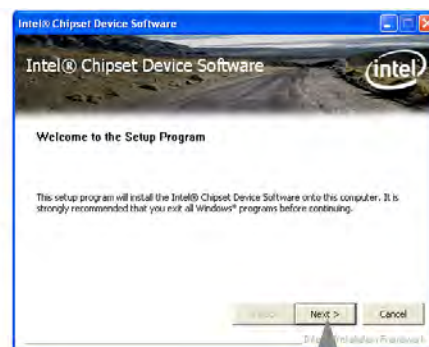 Intel® Chipset Device Software
Intel® Chipset Device Software
intel
Welcome to the Setup Program
This setup program will install the Intel® Chipset Device Software onto this computer. It is
strongly recommended that you exit all Windows* programs before continuing.
Next > Cancel
Installation Framework